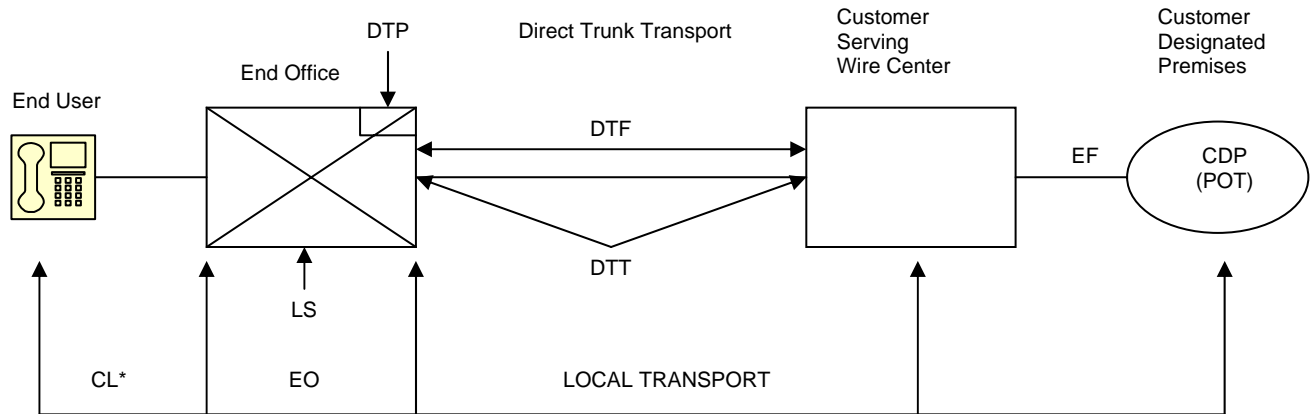 DTP
Direct Trunk Transport
Customer
Serving
Wire Center
Customer
Designated
Premises
End Office
End User
DTF
EF
CDP
(POT)
DTT
LS
CL*
EO
LOCAL TRANSPORT